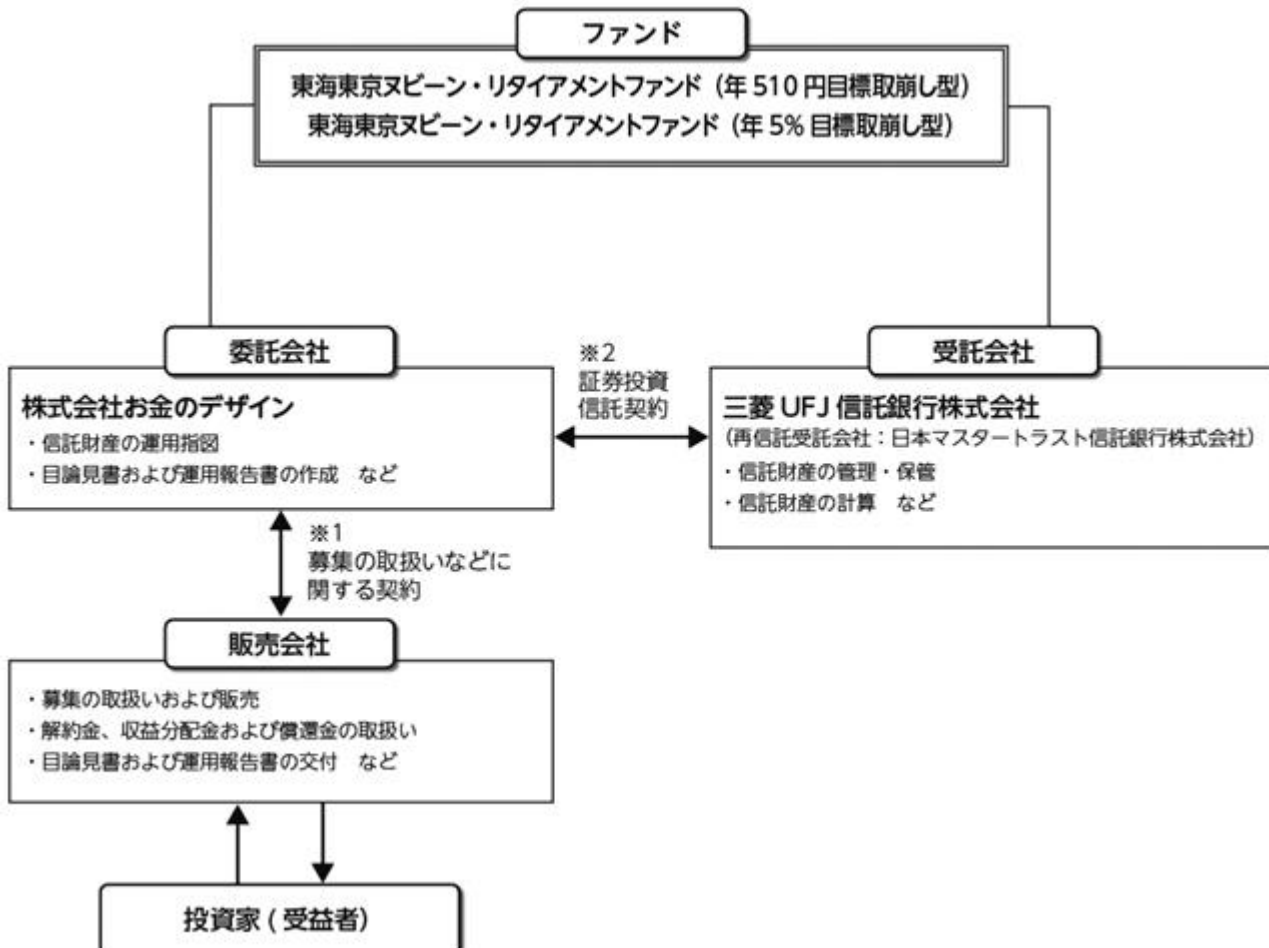 ファンド
東海東京ヌビーン・リタイアメントファンド（年 510 円目標取崩し型）
東海東京ヌビーン・リタイアメントファンド（年 5% 目標取崩し型）
委託会社
株式会社お金のデザイン
・信託財産の運用指図
・目論見書および運用報告書の作成　など
※2
証券投資
信託契約
受託会社
三菱 UFJ 信託銀行株式会社
（再信託受託会社：日本マスタートラスト信託銀行株式会社）
・信託財産の管理・保管
・信託財産の計算　など
※1
募集の取扱いなどに
関する契約
販売会社
・募集の取扱いおよび販売
・解約金、収益分配金および償還金の取扱い
・目論見書および運用報告書の交付　など
投資家 ( 受益者）